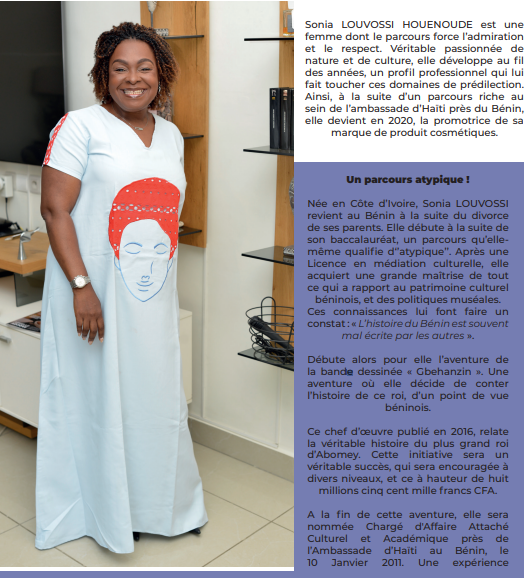 Sonia LOUVOSSI HOUENOUDE est une
femme dont le parcours force l'admiration
et le respect. Véritable passionnée de
nature et de culture, elle développe au fil
des années, un profil professionnel qui lui
fait toucher ces domaines de prédilection.
Ainsi, à la suite d'un parcours riche au
sein de l'ambassade d'Haïti près du Bénin,
elle devient en 2020, la promotrice de sa
marque de produit cosmétiques.
Un parcours atypique !
Née en Côte d'Ivoire, Sonia LOUVOSSI
revient au Bénin à la suite du divorce
de ses parents. Elle débute à la suite de
son baccalauréat, un parcours qu'elle-
même qualifie d'"atypique". Après une
Licence en médiation culturelle, elle
acquiert une grande maîtrise de tout
ce qui a rapport au patrimoine culturel
béninois, et des politiques muséales.
Ces connaissances lui font faire un
constat : « L'histoire du Bénin est souvent
mal écrite par les autres ».
Débute alors pour elle l'aventure de
la bande dessinée « Gbehanzin ». Une
aventure où elle décide de conter
l'histoire de ce roi, d'un point de vue
béninois.
Ce chef d'œuvre publié en 2016, relate
la véritable histoire du plus grand roi
d'Abomey. Cette initiative sera un
véritable succès, qui sera encouragée à
divers niveaux, et ce à hauteur de huit
millions cinq cent mille francs CFA.
A la fin de cette aventure, elle sera
nommée Chargé d'Affaire Attaché
Culturel et Académique près de
l'Ambassade d'Haïti au Bénin, le
10 Janvier 2011. Une expérience